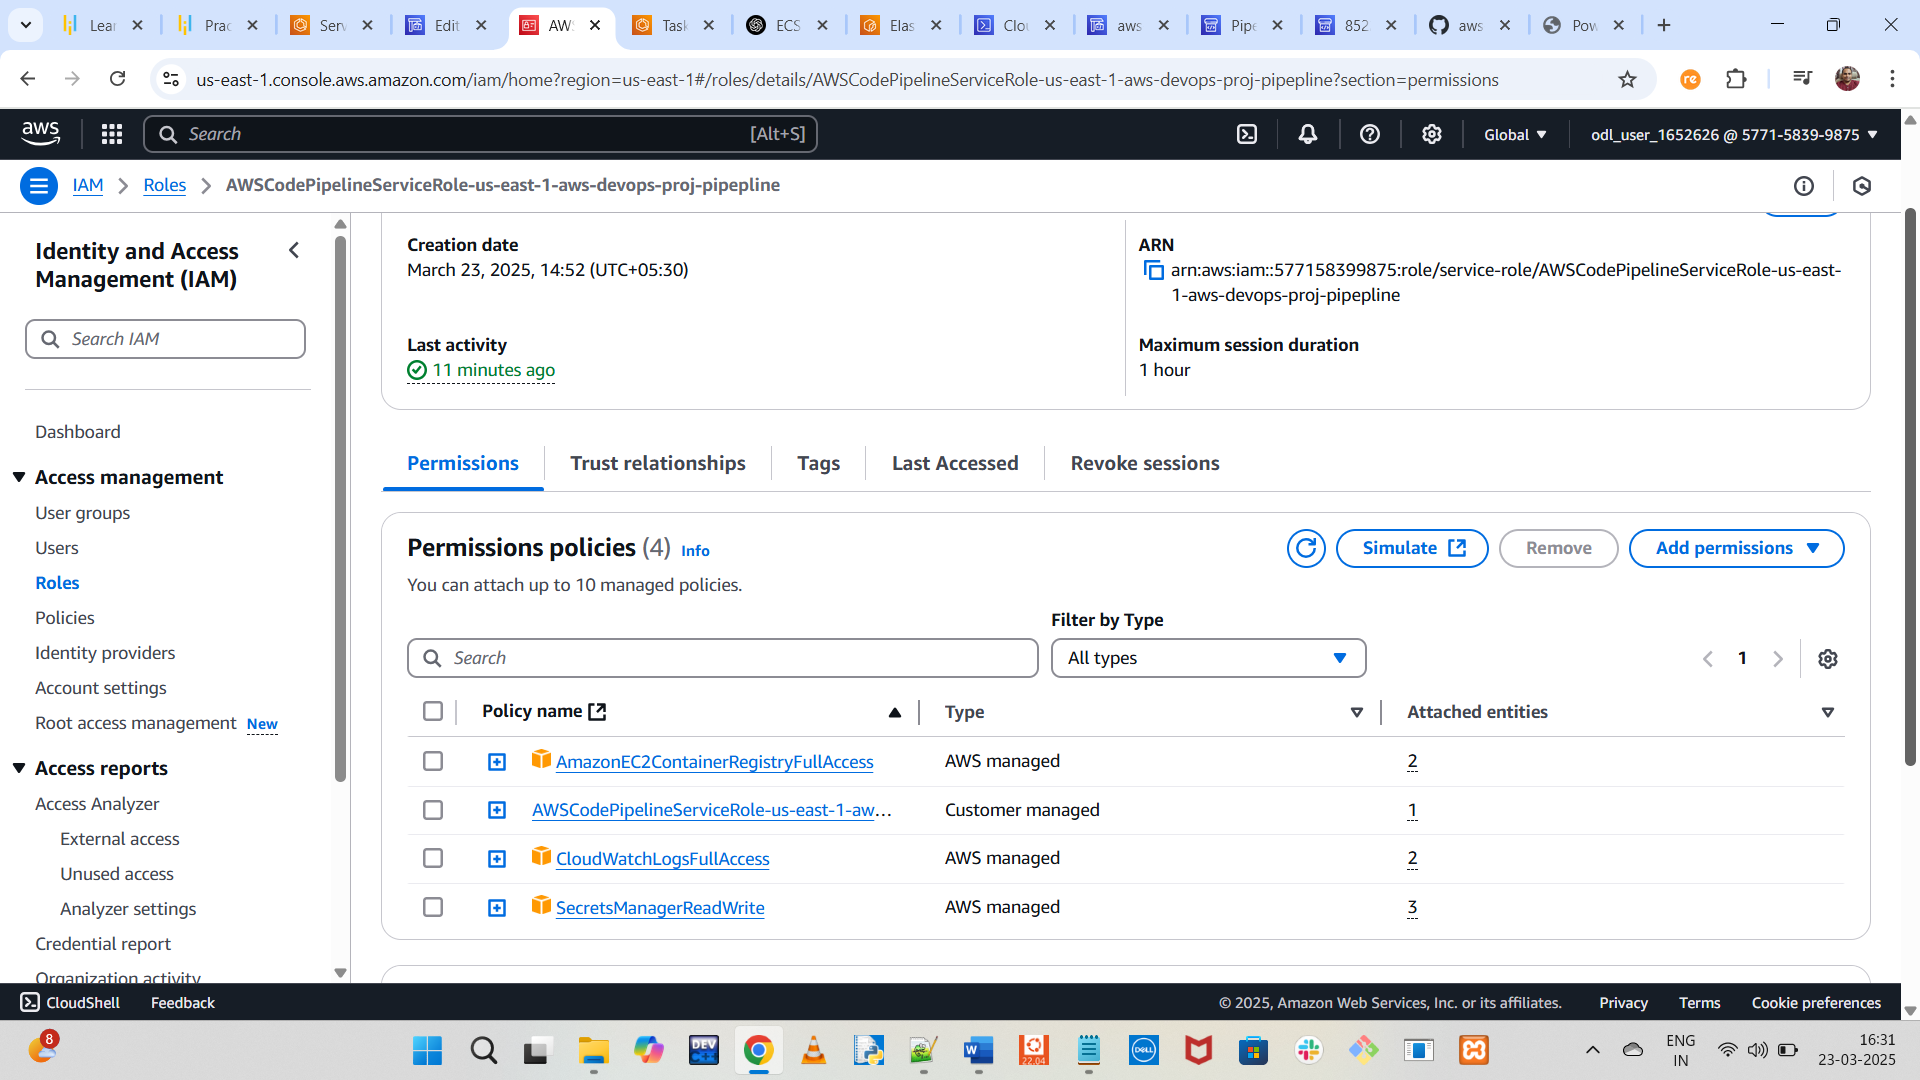 Lear
Prac
Serv
Edit
AWS
Task
ECS
Elas
Clou
aws
Pipe
852
aws
Pow
us-east-1.console.aws.amazon.com/iam/home?region=us-east-1#/roles/details/AWSCodePipelineServiceRole-us-east-1-aws-devops-proj-pipepline?section=permissions
re
aws
Search
[Alt+S]
Global
odl_user_1652626 @ 5771-5839-9875
IAM
Roles
AWSCodePipelineServiceRole-us-east-1-aws-devops-proj-pipepline
Identity and Access
Management (IAM)
Search IAM
Dashboard
Access management
User groups
Users
Roles
Policies
Identity providers
Account settings
Root access management New
Access reports
Access Analyzer
External access
Unused access
Analyzer settings
Credential report
Organization activity
Creation date
March 23, 2025, 14:52 (UTC+05:30)
ARN
arn:aws:iam::577158399875:role/service-role/AWSCodePipelineServiceRole-us-east-
1-aws-devops-proj-pipepline
Last activity
11 minutes ago
Maximum session duration
1 hour
Permissions
Trust relationships
Tags
Last Accessed
Revoke sessions
Permissions policies (4) Info
Simulate
Remove
Add permissions
You can attach up to 10 managed policies.
Filter by Type
Search
All types
1
Policy name
Type
Attached entities
AmazonEC2ContainerRegistryFullAccess
AWS managed
2
AWSCodePipelineServiceRole-us-east-1-aw...
Customer managed
1
CloudWatchLogsFullAccess
AWS managed
2
SecretsManagerReadWrite
AWS managed
3
CloudShell
Feedback
© 2025, Amazon Web Services, Inc. or its affiliates.
Privacy
Terms
Cookie preferences
8
DEV
C++
W
22.04
DELL
ENG
IN
16:31
23-03-2025